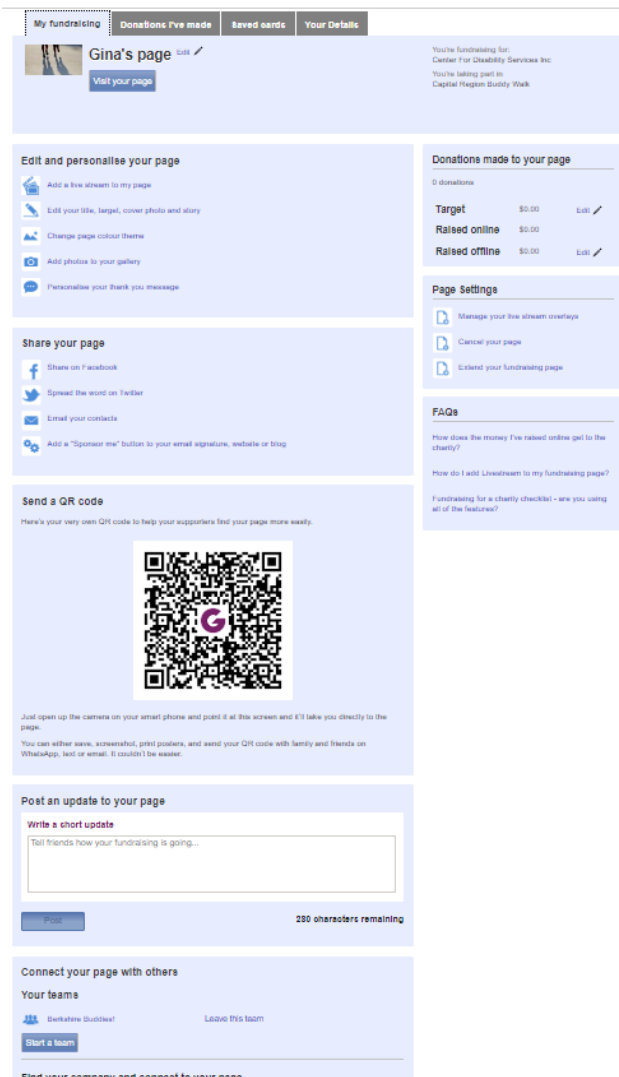 My fundraising
Donations I've made
Saved cards
Your Details
Gina's page Edit
Visit your page
You're fundraising for:
Center For Disability Services Inc
You're taking part in
Capital Region Buddy Walk
Edit and personalise your page
Add a live stream to my page
Edit your title, target, cover photo and story
Change page colour theme
Add photos to your gallery
Personalise your thank you message
Donations made to your page
0 donations
Target $0.00 Edit
Raised online $0.00
Raised offline $0.00 Edit
Page Settings
Manage your live stream overlays
Cancel your page
Extend your fundraising page
Share your page
Share on Facebook
Spread the word on Twitter
Email your contacts
Add a "Sponsor me" button to your email signature, website or blog
FAQs
How does the money I've raised online get to the
charity?
How do I add Livestream to my fundraising page?
Fundraising for a charity checklist - are you using
all of the features?
Send a QR code
Here's your very own QR code to help your supporters find your page more easily.
G
Just open up the camera on your smart phone and point it at this screen and it'll take you directly to the
page.
You can either save, screenshot, print posters, and send your QR code with family and friends on
WhatsApp, text or email. It couldn't be easier.
Post an update to your page
Write a short update
Tell friends how your fundraising is going...
Post
280 characters remaining
Connect your page with others
Your teams
Berkshire Buddies! Leave this team
Start a team
Find your company and connect to your page